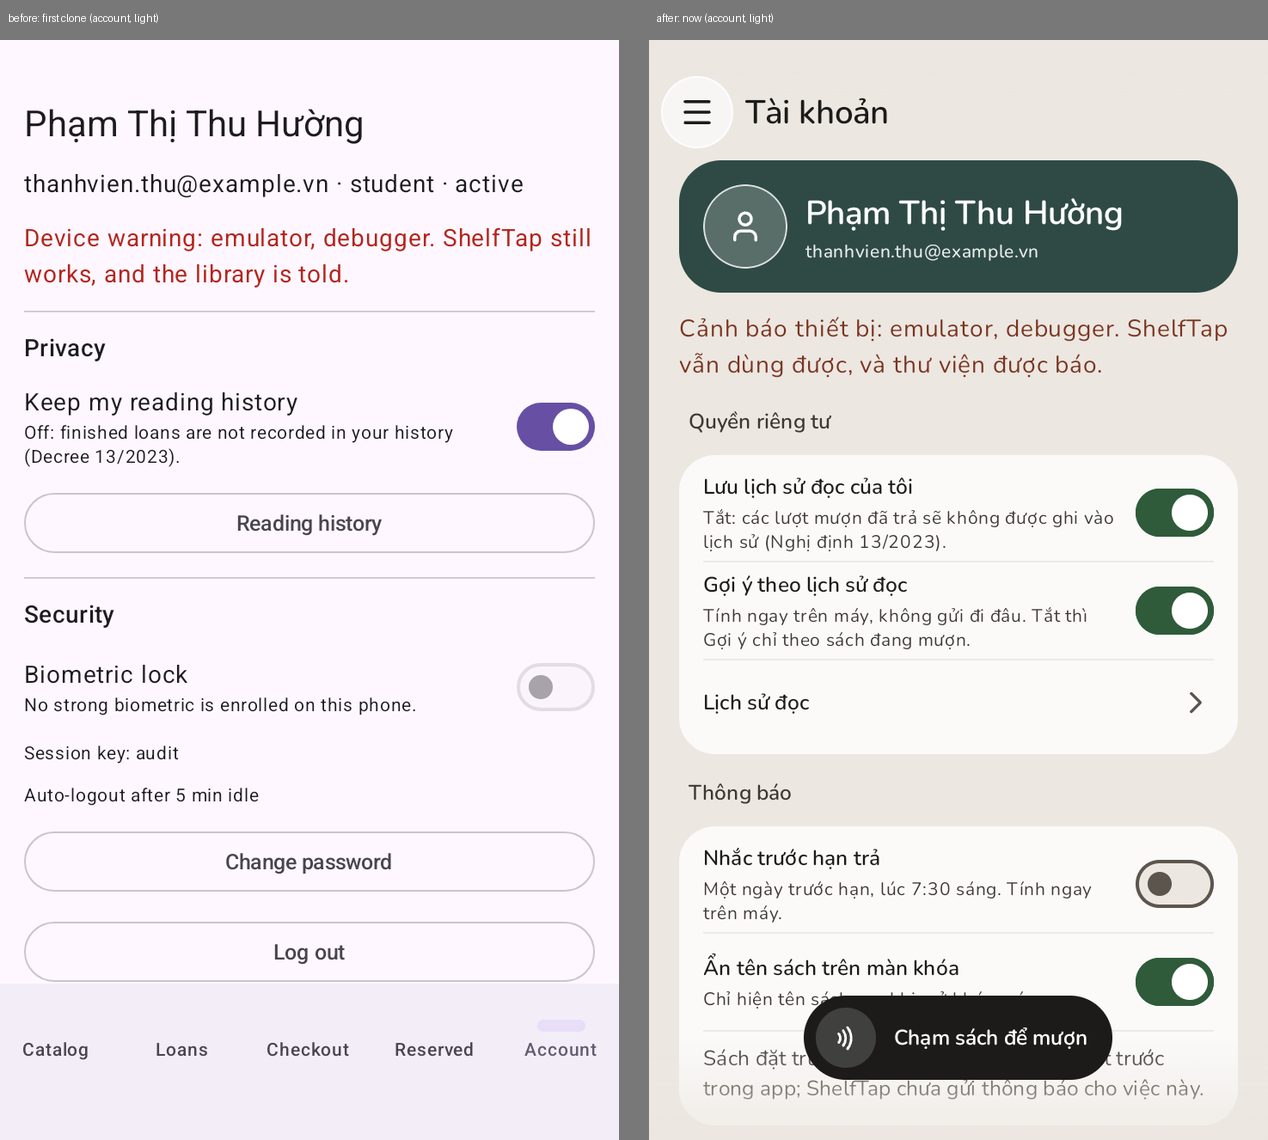 before: first clone (account, light)
Phạm Thị Thu Hường
thanhvien.thu@example.vn · student · active
Device warning: emulator, debugger. ShelfTap still
works, and the library is told.
Privacy
Keep my reading history
Off: finished loans are not recorded in your history
(Decree 13/2023).
Reading history
Security
Biometric lock
No strong biometric is enrolled on this phone.
Session key: audit
Auto-logout after 5 min idle
Change password
Log out
Catalog
Loans
Checkout
Reserved
Account
after: now (account, light)
Tài khoản
Phạm Thị Thu Hường
thanhvien.thu@example.vn
Cảnh báo thiết bị: emulator, debugger. ShelfTap
vẫn dùng được, và thư viện được báo.
Quyền riêng tư
Lưu lịch sử đọc của tôi
Tắt: các lượt mượn đã trả sẽ không được ghi vào
lịch sử (Nghị định 13/2023).
Gợi ý theo lịch sử đọc
Tính ngay trên máy, không gửi đi đâu. Tắt thì
Gợi ý chỉ theo sách đang mượn.
Lịch sử đọc
Thông báo
Nhắc trước hạn trả
Một ngày trước hạn, lúc 7:30 sáng. Tính ngay
trên máy.
Ẩn tên sách trên màn khóa
Chỉ hiện tên
Chạm sách để mượn
Sách đặt trước
trong app; ShelfTap chưa gửi thông báo cho việc này.